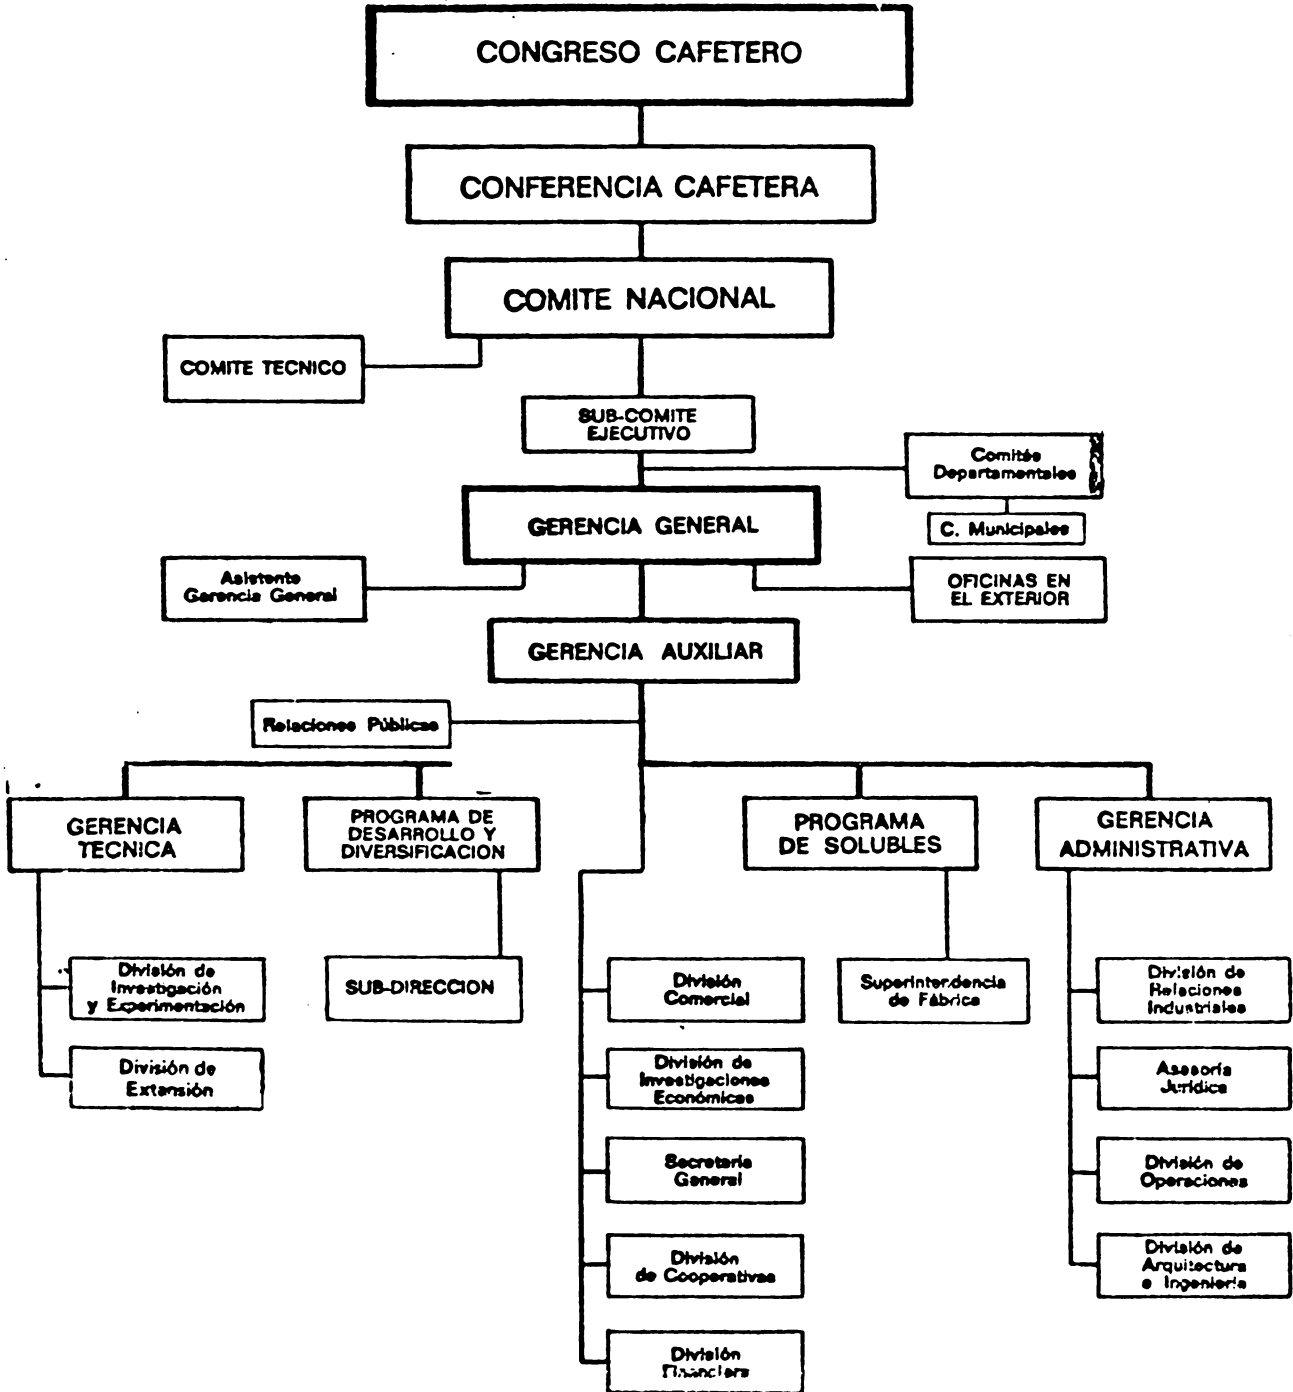 CONGRESO CAFETERO
CONFERENCIA CAFETERA
COMITE NACIONAL
COMITE TECNICO
SUB-COMITE
EJECUTIVO
Comités
Departamentales
GERENCIA GENERAL
C. Municipales
Asistente
Gerencia General
OFICINAS EN
EL EXTERIOR
GERENCIA AUXILIAR
Relaciones Públicas
GERENCIA
TECNICA
PROGRAMA DE
DESARROLLO Y
DIVERSIFICACION
PROGRAMA
DE SOLUBLES
GERENCIA
ADMINISTRATIVA
División de
Investigación
y Experimentación
SUB-DIRECCION
División
Comercial
Superintendencia
de Fábrica
División de
Relaciones
Industriales
División de
Extensión
División de
Investigaciones
Económicas
Asesoría
Jurídica
Secretaría
General
División de
Operaciones
División
de Cooperativas
División de
Arquitectura
e Ingeniería
División
Financiera